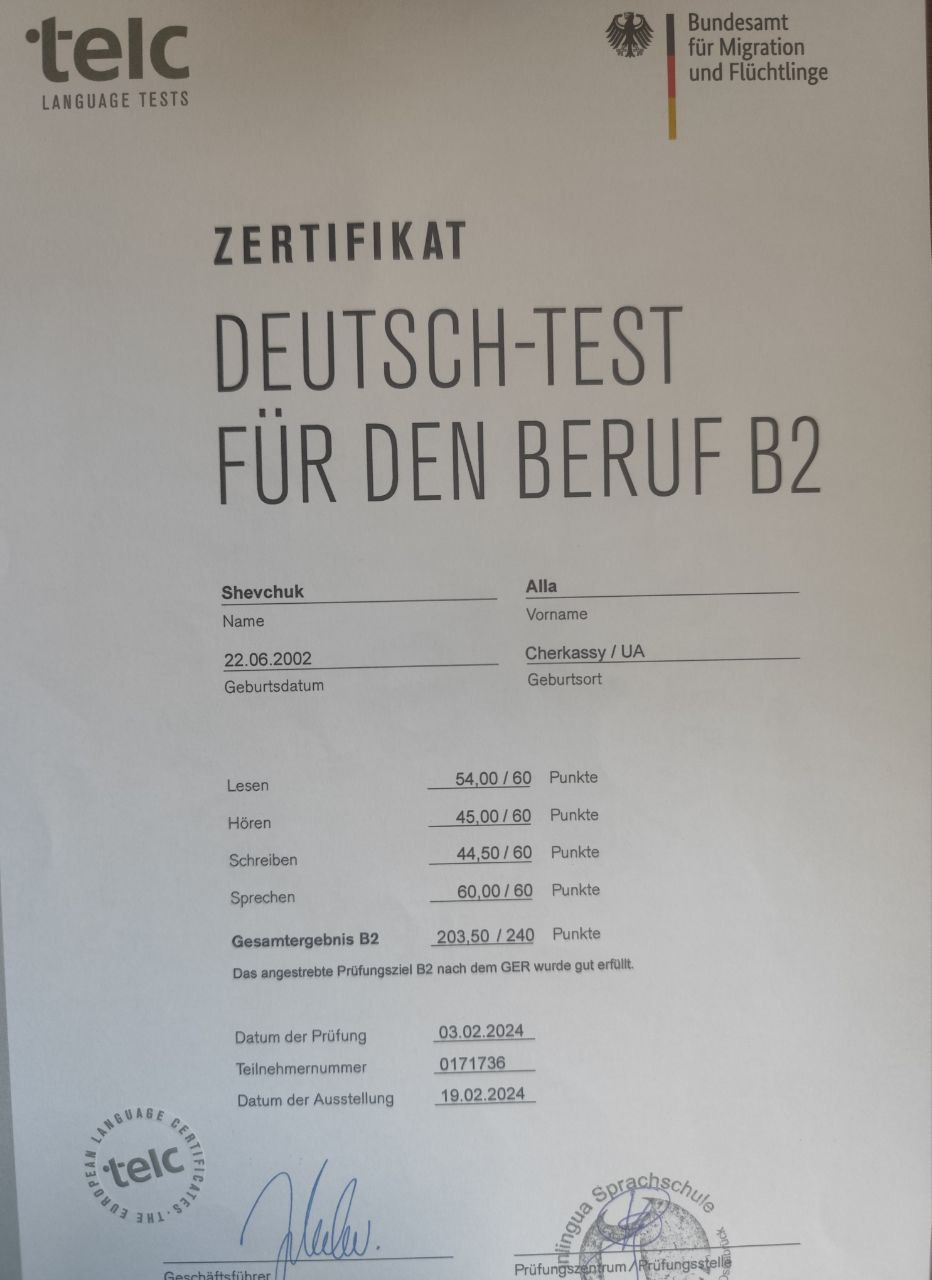 telc
LANGUAGE TESTS
Bundesamt
für Migration
und Flüchtlinge
ZERTIFIKAT
DEUTSCH-TEST
FÜR DEN BERUF B2
Shevchuk
Name
Alla
Vorname
22.06.2002
Geburtsdatum
Cherkassy / UA
Geburtsort
Lesen 54,00 / 60 Punkte
Hören 45,00 / 60 Punkte
Schreiben 44,50 / 60 Punkte
Sprechen 60,00 / 60 Punkte
Gesamtergebnis B2 203,50 / 240 Punkte
Das angestrebte Prüfungsziel B2 nach dem GER wurde gut erfüllt.
Datum der Prüfung 03.02.2024
Teilnehmernummer 0171736
Datum der Ausstellung 19.02.2024
THE EUROPEAN LANGUAGE CERTIFICATES
telc
Sprachschule
Geschäftsführer
Prüfungszentrum / Prüfungsstelle